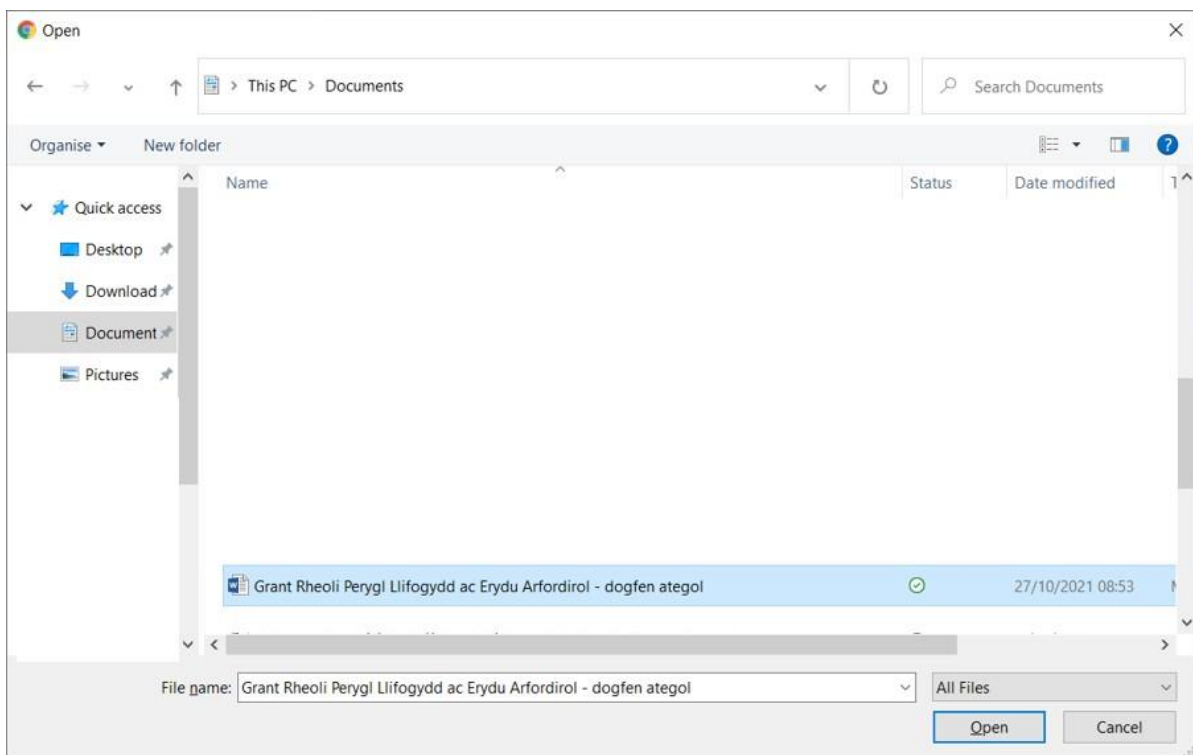 Open
This PC > Documents
Search Documents
Organise
New folder
Name
Status
Date modified
Quick access
Desktop
Download
Document
Pictures
Grant Rheoli Perygl Llifogydd ac Erydu Arfordirol - dogfen ategol
27/10/2021 08:53
File name:
Grant Rheoli Perygl Llifogydd ac Erydu Arfordirol - dogfen ategol
All Files
Open
Cancel